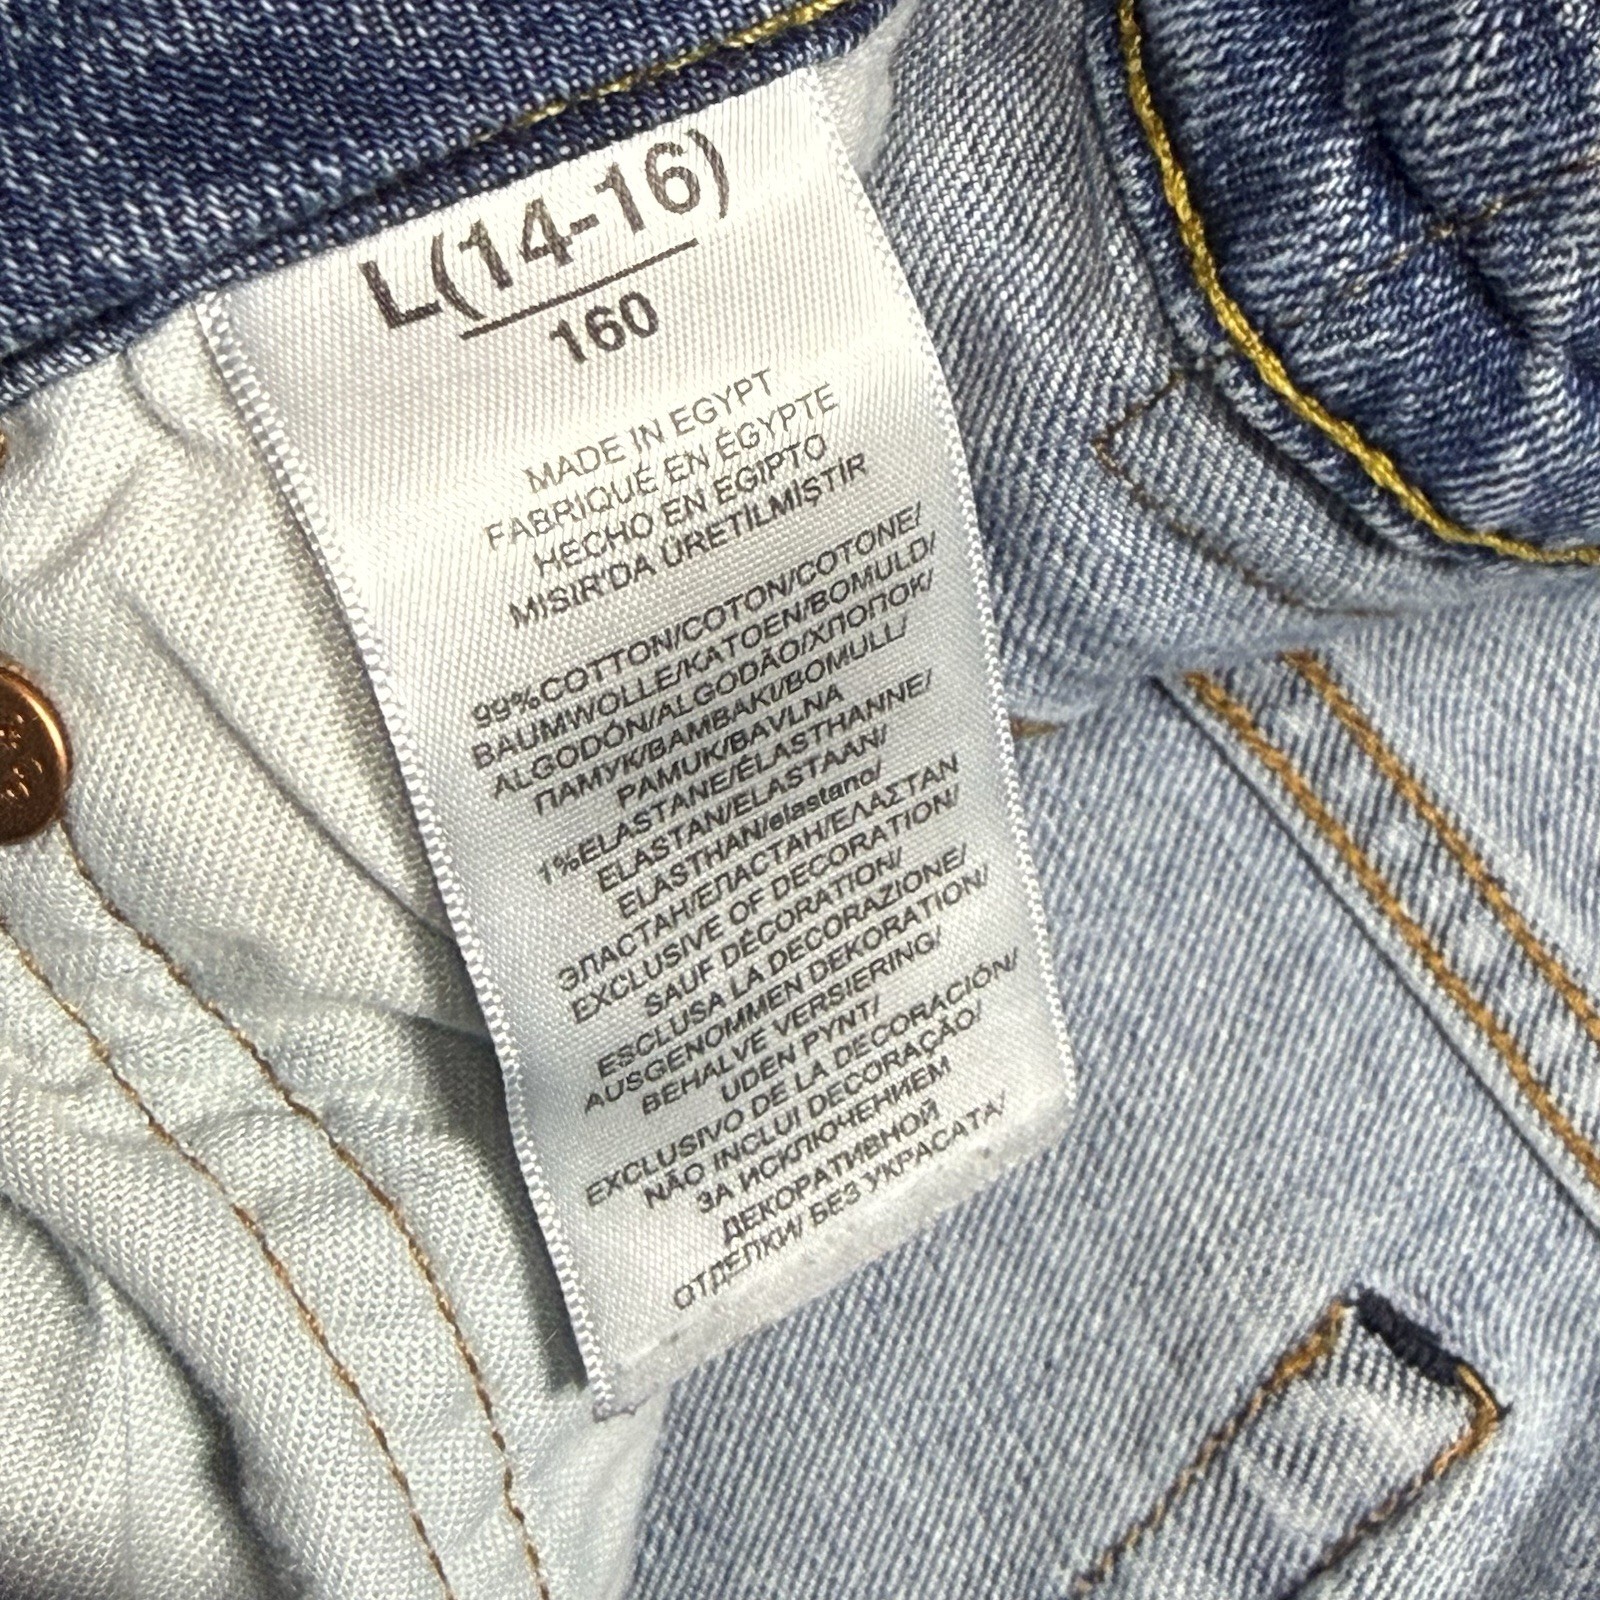 L(14-16)
160
MADE IN EGYPT
FABRIQUÉ EN ÉGYPTE
HECHO EN EGIPTO
MISIR'DA ÜRETILMIŞTIR
99%COTTON/COTON/COTONE/
BAUMWOLLE/KATOEN/BOMULD/
ALGODÓN/ALGODÃO/ХЛОПОК/
ПАМУК/BAMBAKI/BOMULL/
PAMUK/BAVLNA
1%ELASTANE/ÉLASTHANNE/
ELASTAN/ELASTAAN/
ELASTHAN/elastano/
ЭЛАСТАН/ЕЛАСТАН/ΕΛΑΣΤΑΝ
EXCLUSIVE OF DECORATION/
SAUF DÉCORATION/
ESCLUSA LA DECORAZIONE/
AUSGENOMMEN DEKORATION/
BEHALVE VERSIERING/
UDEN PYNT/
EXCLUSIVO DE LA DECORACIÓN/
NÃO INCLUI DECORAÇÃO/
ЗА ИСКЛЮЧЕНИЕМ
ДЕКОРАТИВНОЙ
ОТДЕЛКИ/ БЕЗ УКРАСАТА/